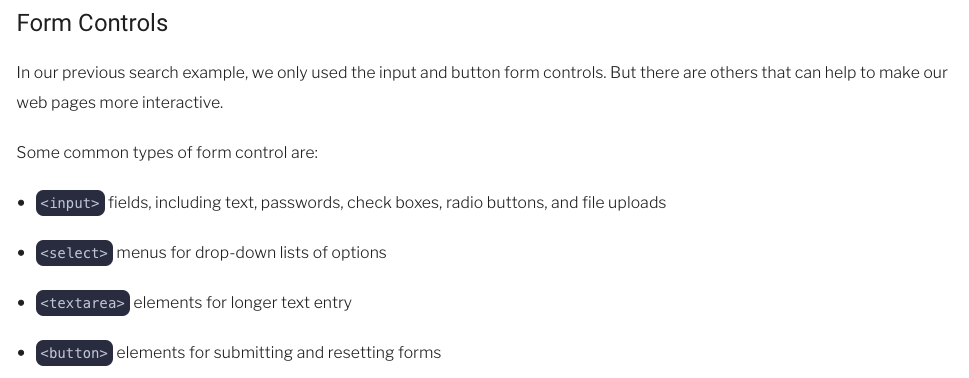 Form Controls
In our previous search example, we only used the input and button form controls. But there are others that can help to make our
web pages more interactive.
Some common types of form control are:
• <input> fields, including text, passwords, check boxes, radio buttons, and file uploads
• <select> menus for drop-down lists of options
• <textarea> elements for longer text entry
• <button> elements for submitting and resetting forms